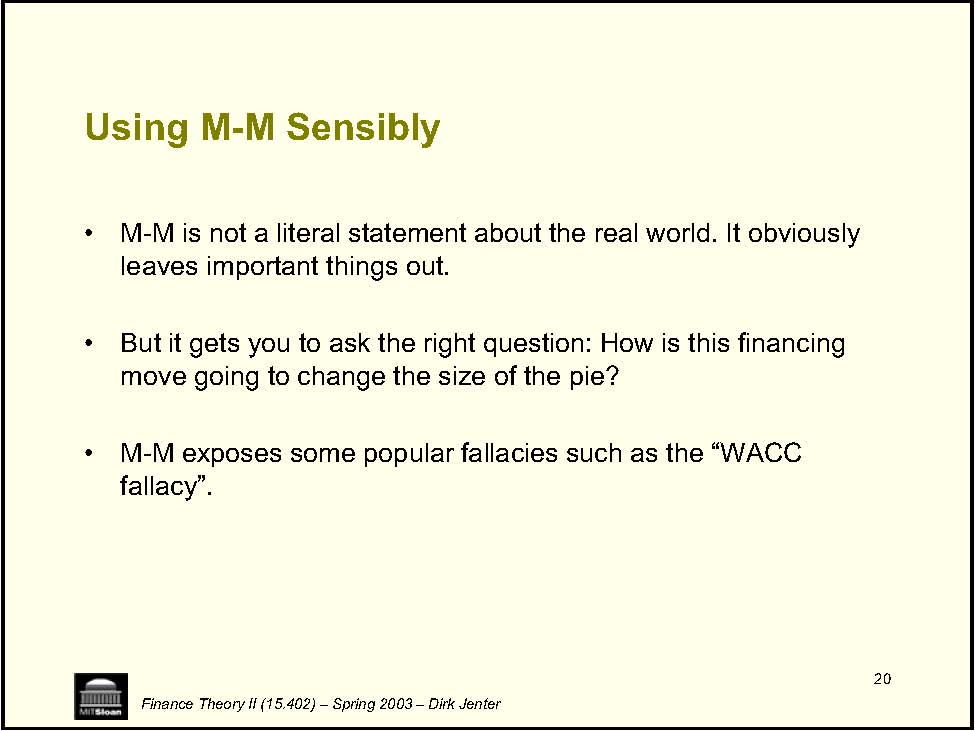 Using M-M Sensibly
• M-M is not a literal statement about the real world. It obviously
leaves important things out.
• But it gets you to ask the right question: How is this financing
move going to change the size of the pie?
• M-M exposes some popular fallacies such as the “WACC
fallacy”.
20
MITSloan
Finance Theory II (15.402) – Spring 2003 – Dirk Jenter